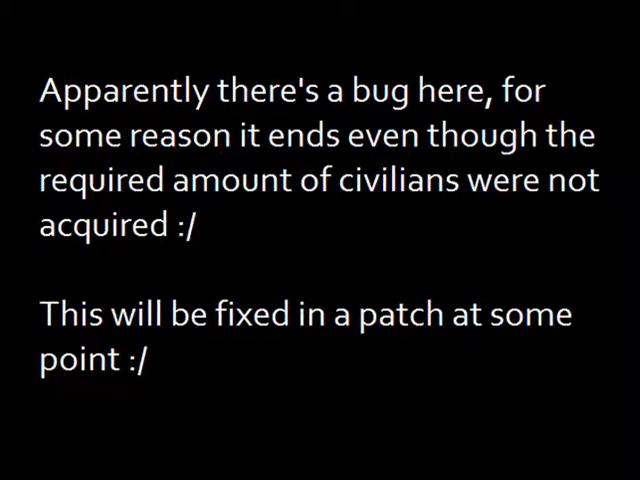 Apparently there's a bug here, for
some reason it ends even though the
required amount of civilians were not
acquired :/
This will be fixed in a patch at some
point :/